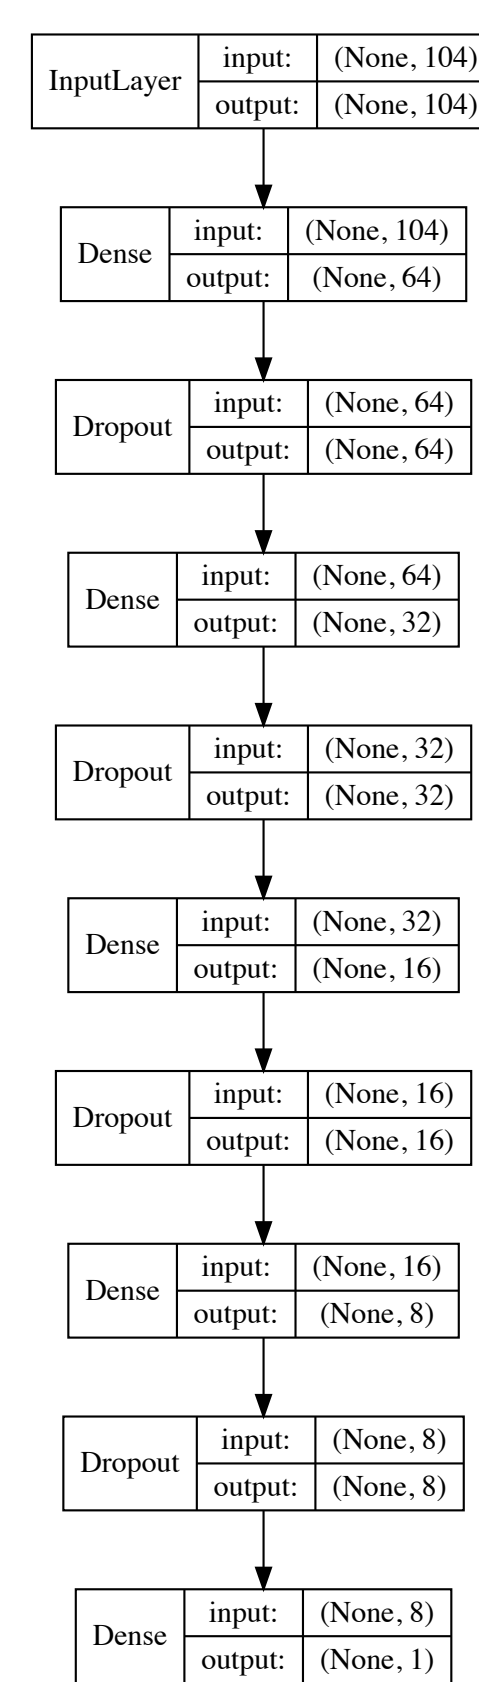 InputLayer
input: (None, 104)
output: (None, 104)
Dense
input: (None, 104)
output: (None, 64)
Dropout
input: (None, 64)
output: (None, 64)
Dense
input: (None, 64)
output: (None, 32)
Dropout
input: (None, 32)
output: (None, 32)
Dense
input: (None, 32)
output: (None, 16)
Dropout
input: (None, 16)
output: (None, 16)
Dense
input: (None, 16)
output: (None, 8)
Dropout
input: (None, 8)
output: (None, 8)
Dense
input: (None, 8)
output: (None, 1)